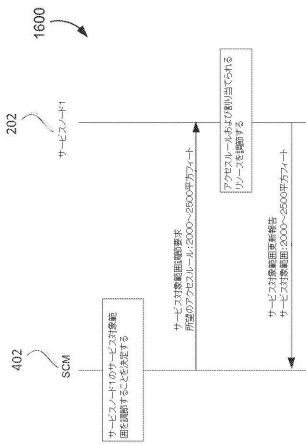 1600
402
SCM
202
サービスノード1
サービスノード1のサービス対象範
囲を調節することを決定する
サービス対象範囲調節要求
所望のアクセスルール:2000~2500平方フィート
アクセスルールおよび割り当てられる
リソースを調節する
サービス対象範囲更新報告
サービス対象範囲:2000~2500平方フィート